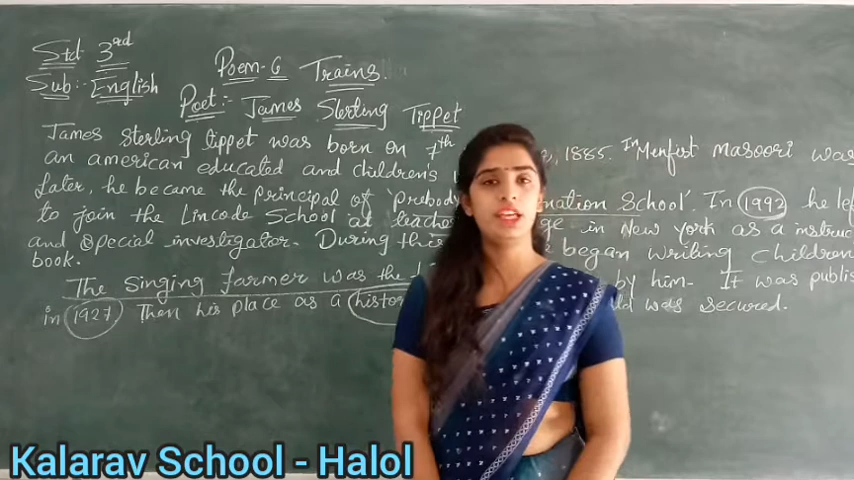 Std 3rd
Sub:- English
Poem-6 Trains.
Poet:- James Sterling Tippet
James Sterling tippet was born on 7th 1885. In Menfest masoori was
an american educated and children's
later, he became the principal of 'Prebody nation School'. In 1992 he lef
to join the Lincode School at teache ge in New york as a instruc
and Special investigator. During this began writing children
book.
The Singing farmer was the by him. It was publis
in 1927 Then his place as a histor ld was secured.
Kalarav School - Halol